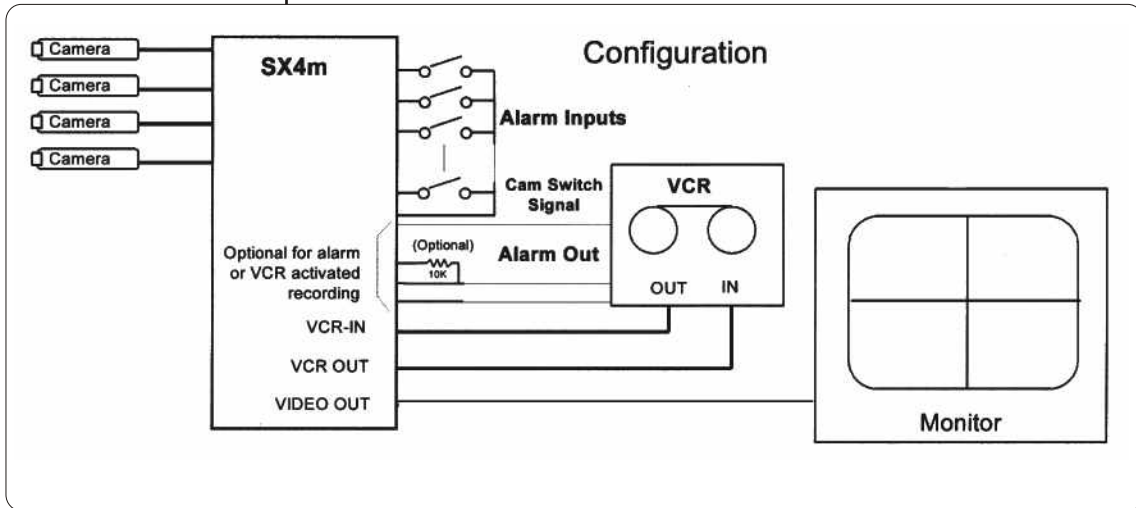 Configuration
Camera
Camera
Camera
Camera
SX4m
Alarm Inputs
Cam Switch
Signal
VCR
(Optional)
10K
Alarm Out
Optional for alarm
or VCR activated
recording
OUT IN
VCR-IN
VCR OUT
VIDEO OUT
Monitor